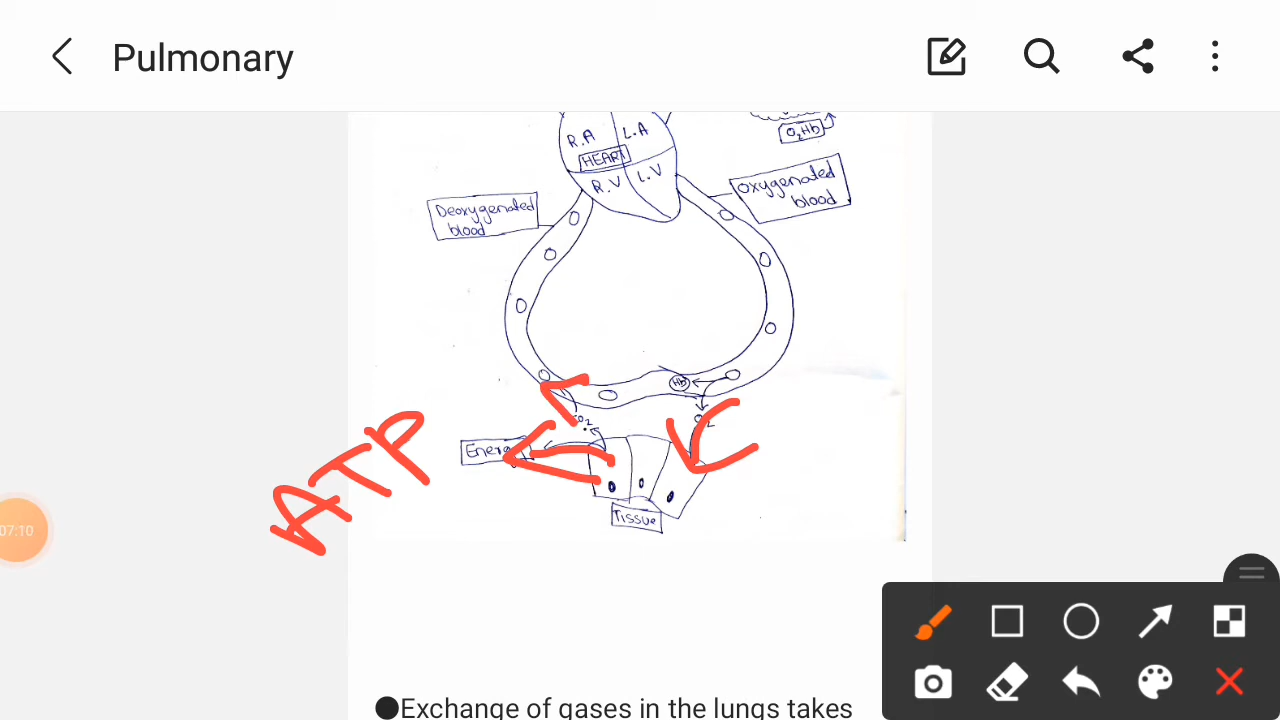 Pulmonary
R.A L.A
O₂Hb
HEART
R.V L.V
Oxygenated
blood
Deoxygenated
blood
Hb
O₂
ATP
Tissue
07:10
●Exchange of gases in the lungs takes